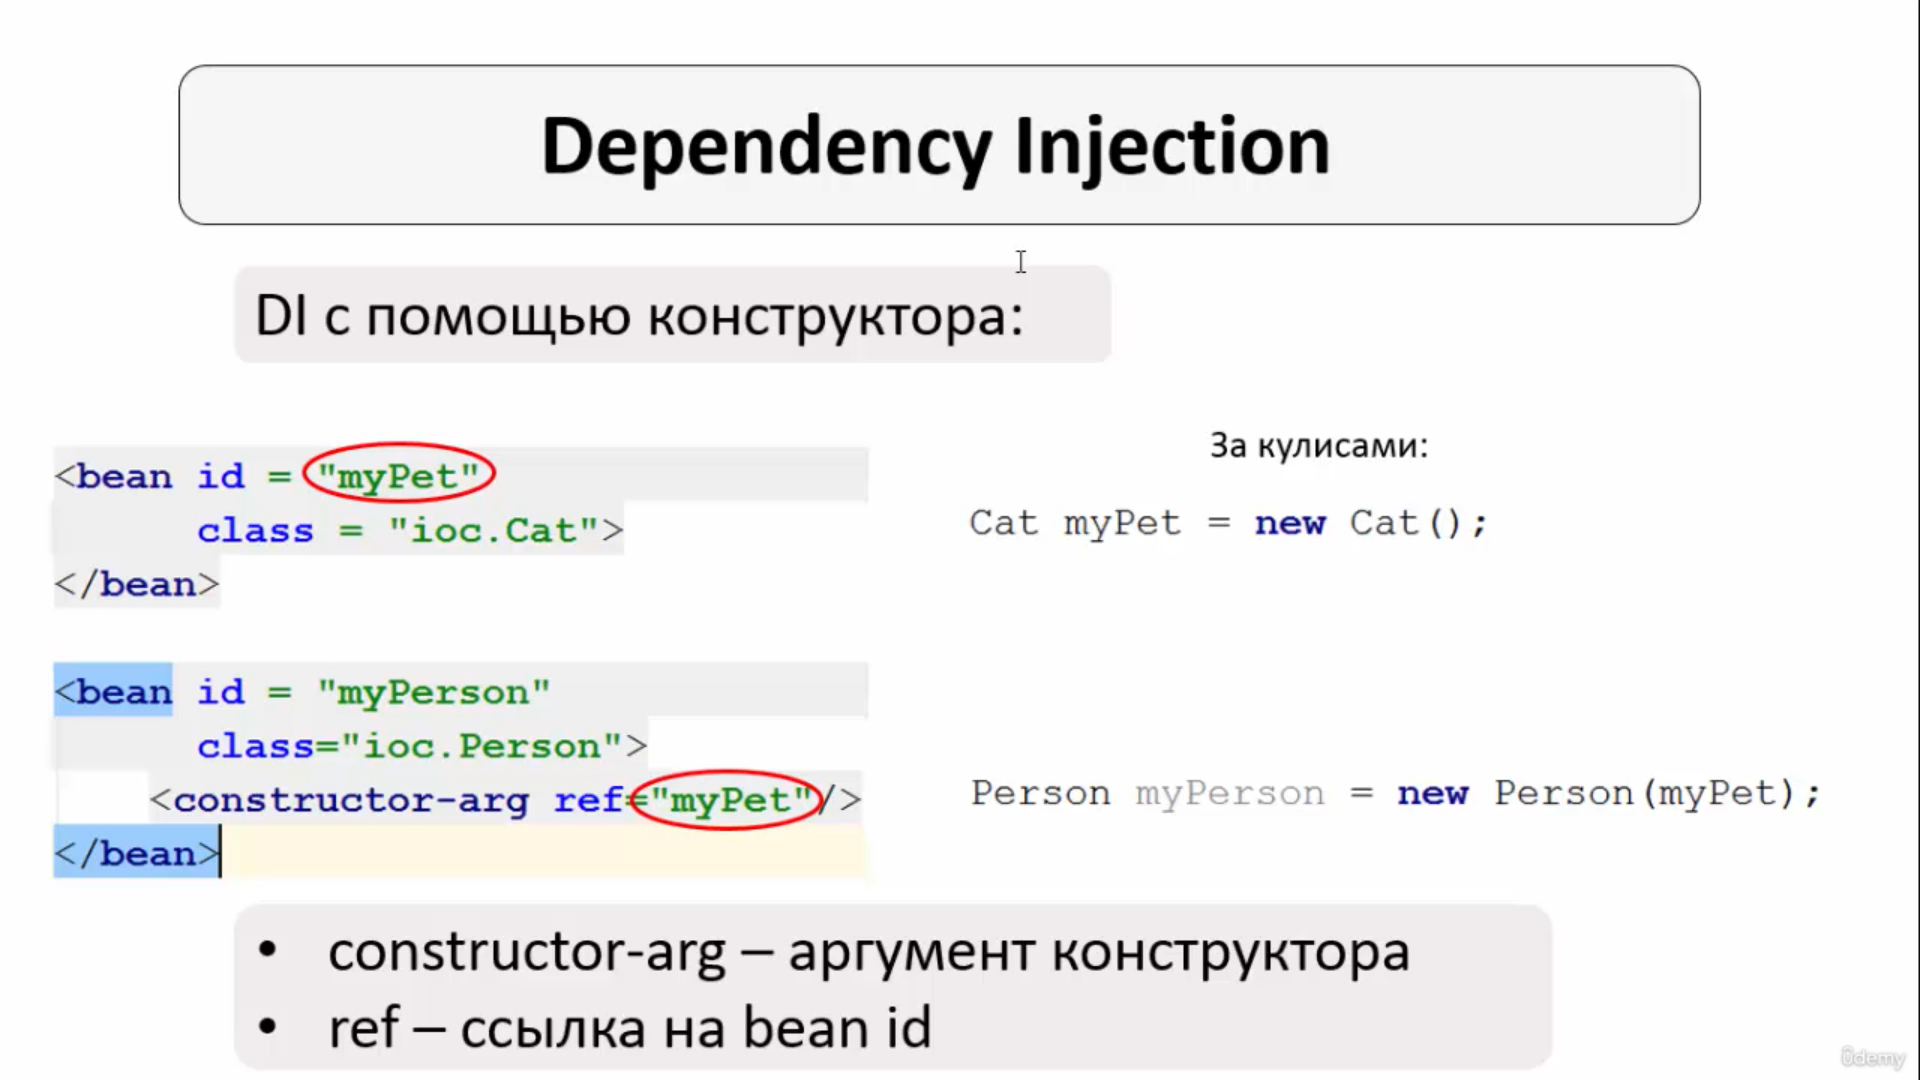 Dependency Injection
DI с помощью конструктора:
<bean id = "myPet"
class = "ioc.Cat">
</bean>
<bean id = "myPerson"
class="ioc.Person">
<constructor-arg ref="myPet"/>
</bean>
За кулисами:
Cat myPet = new Cat();
Person myPerson = new Person(myPet);
• constructor-arg – аргумент конструктора
• ref – ссылка на bean id
ûdemy